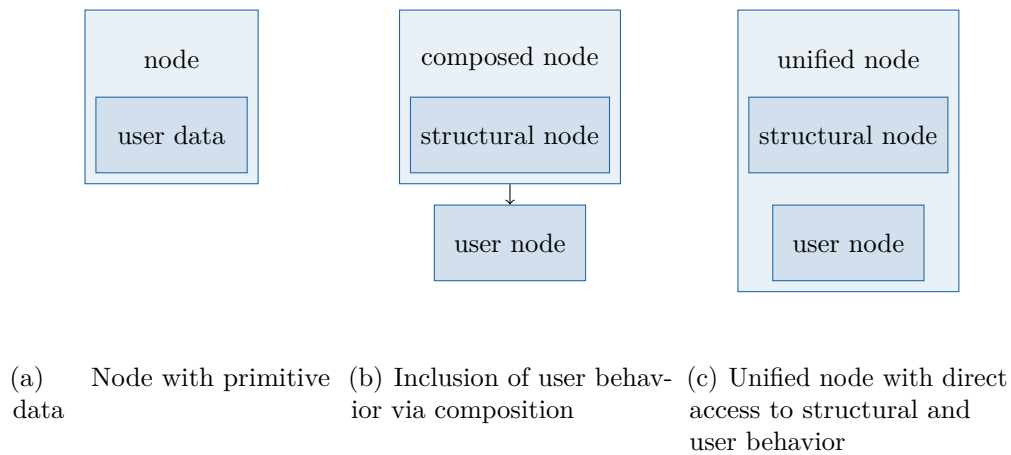 node
user data
composed node
structural node
user node
unified node
structural node
user node
(a) Node with primitive
data
(b) Inclusion of user behav-
ior via composition
(c) Unified node with direct
access to structural and
user behavior